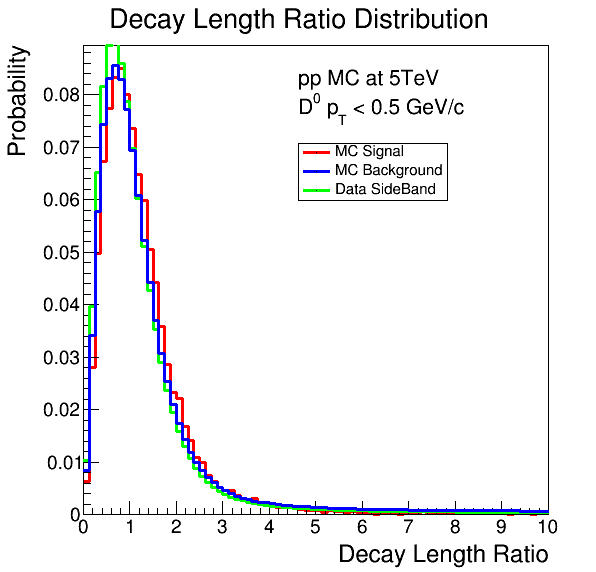 Decay Length Ratio Distribution
Probability
pp MC at 5TeV
D⁰ p_T < 0.5 GeV/c
MC Signal
MC Background
Data SideBand
0.08
0.07
0.06
0.05
0.04
0.03
0.02
0.01
0
0 1 2 3 4 5 6 7 8 9 10
Decay Length Ratio